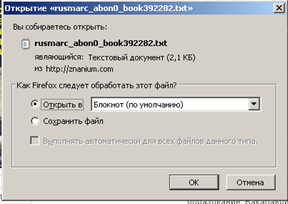 Открытие «rusmarc_abon0_book392282.txt»
Вы собираетесь открыть:
rusmarc_abon0_book392282.txt
являющийся: Текстовый документ (2,1 КБ)
из http://znanium.com
Как Firefox следует обработать этот файл?
Открыть в Блокнот (по умолчанию)
Сохранить файл
Выполнять автоматически для всех файлов данного типа.
ОК Отмена